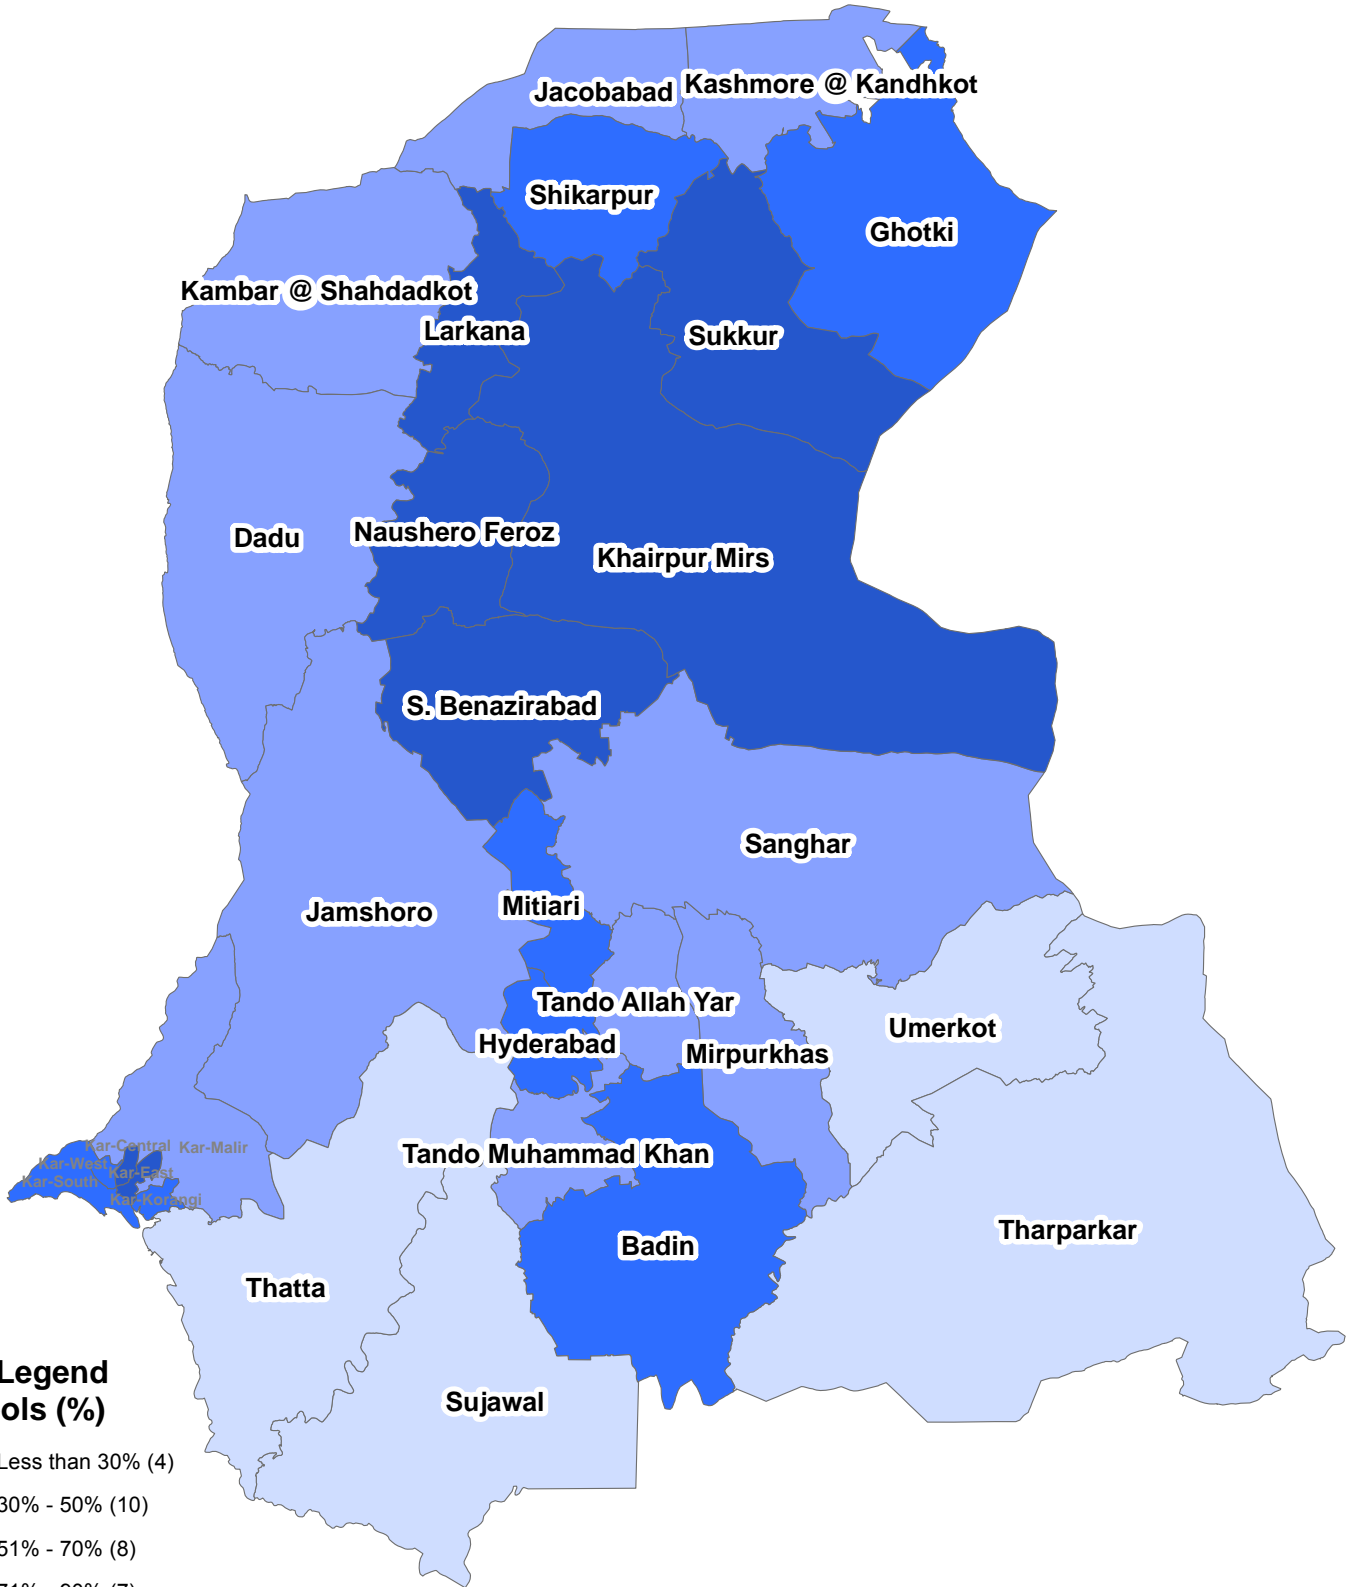 Jacobabad
Kashmore @ Kandhkot
Shikarpur
Ghotki
Kambar @ Shahdadkot
Larkana
Sukkur
Dadu
Naushero Feroz
Khairpur Mirs
S. Benazirabad
Sanghar
Jamshoro
Mitiari
Tando Allah Yar
Umerkot
Hyderabad
Mirpurkhas
Kar-Central
Kar-Malir
Kar-West
Kar-East
Kar-South
Kar-Korangi
Tando Muhammad Khan
Badin
Tharparkar
Thatta
Sujawal
Legend
ols (%)
Less than 30% (4)
30% - 50% (10)
51% - 70% (8)